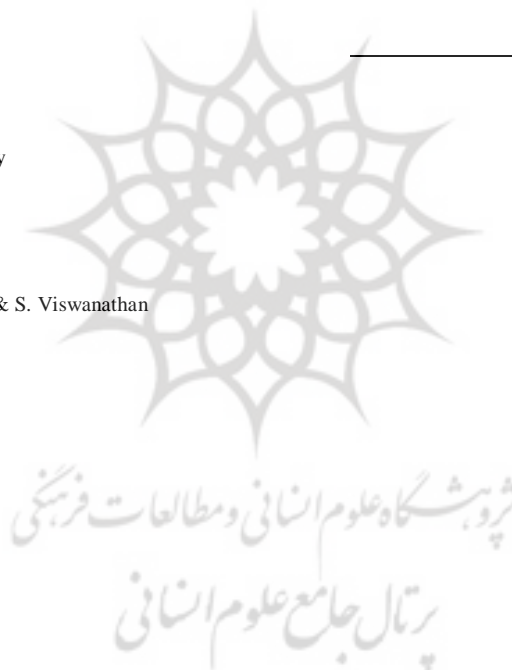 y
& S. Viswanathan
پژوهشگاه علوم انسانی و مطالعات فرهنگی
پرتال جامع علوم انسانی